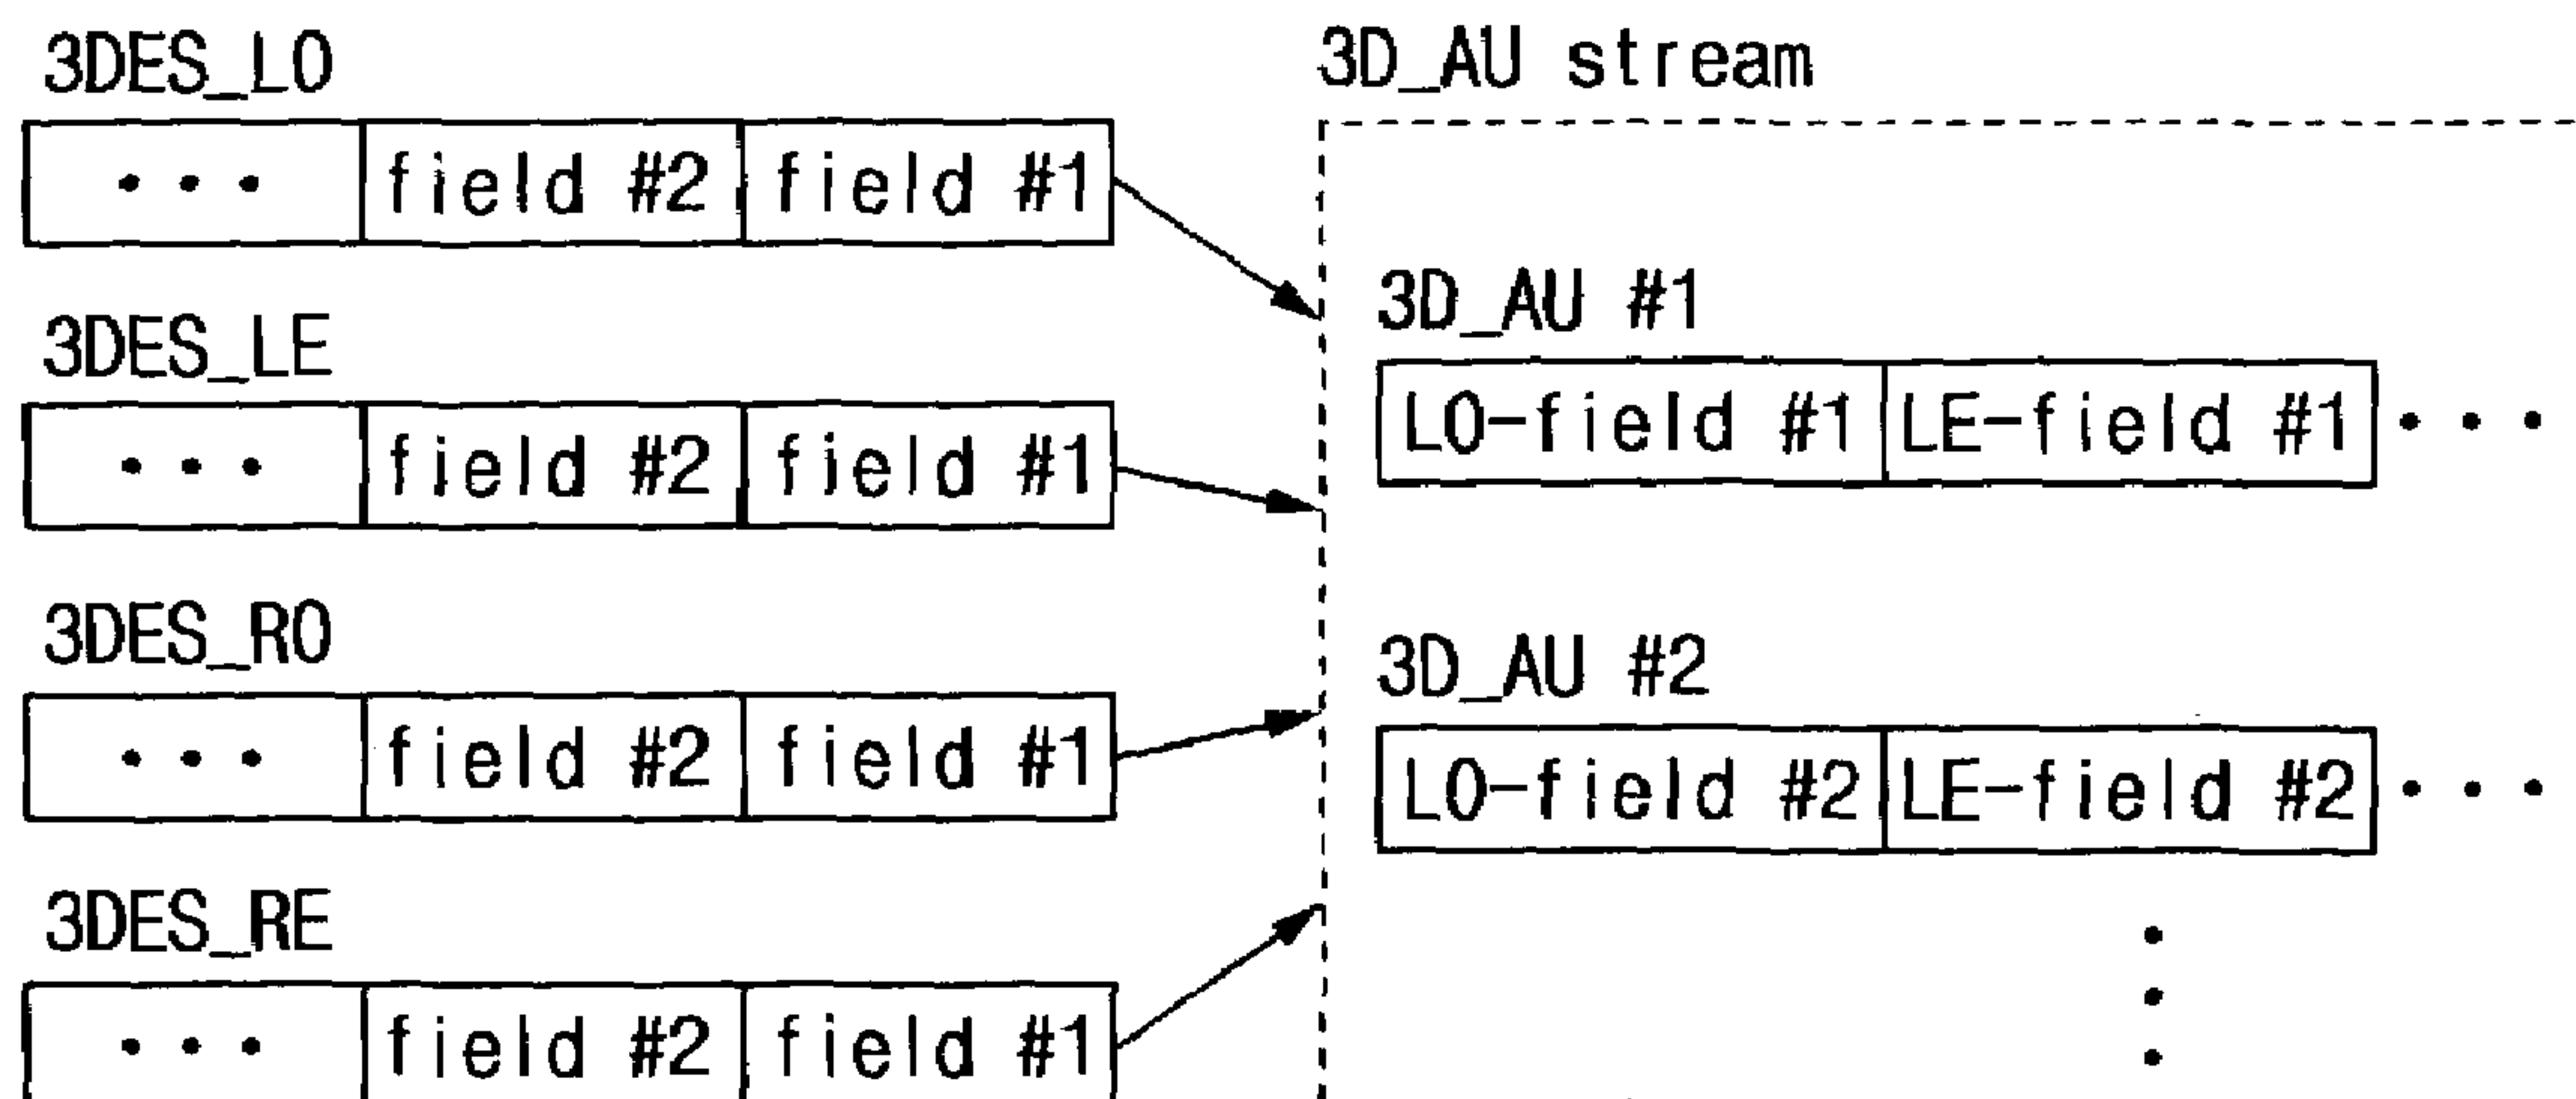 3DES_LO
... field #2 field #1
3DES_LE
... field #2 field #1
3DES_RO
... field #2 field #1
3DES_RE
... field #2 field #1
3D_AU stream
3D_AU #1
LO-field #1 LE-field #1 ...
3D_AU #2
LO-field #2 LE-field #2 ...